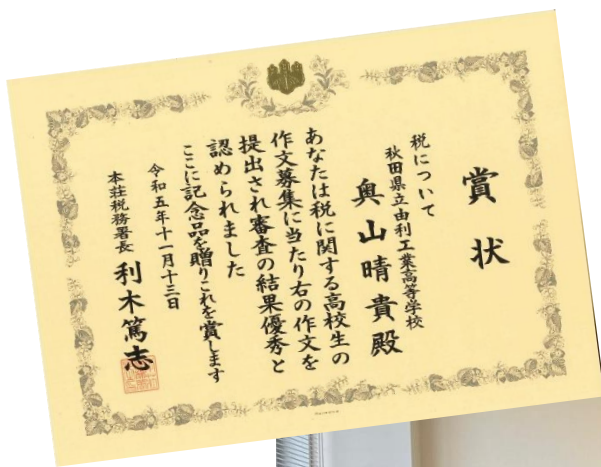 賞状
税について
秋田県立由利工業高等学校
奥山晴貴殿
あなたは税に関する高校生の
作文募集に当たり右の作文を
提出され審査の結果優秀と
認められました
ここに記念品を贈りこれを賞します
令和五年十一月十三日
本荘税務署長 利木篤志